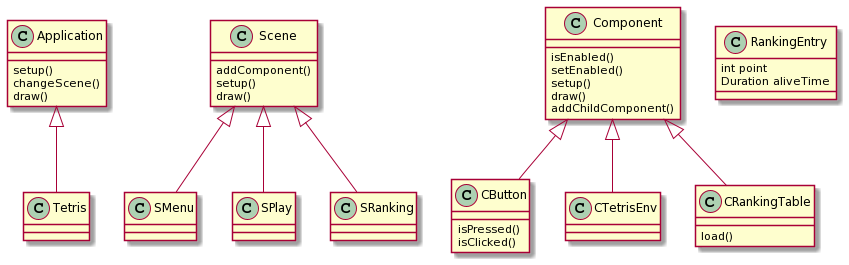 C Application
setup()
changeScene()
draw()
C Scene
addComponent()
setup()
draw()
C Component
isEnabled()
setEnabled()
setup()
draw()
addChildComponent()
C RankingEntry
int point
Duration aliveTime
C Tetris
C SMenu
C SPlay
C SRanking
C CButton
isPressed()
isClicked()
C CTetrisEnv
C CRankingTable
load()